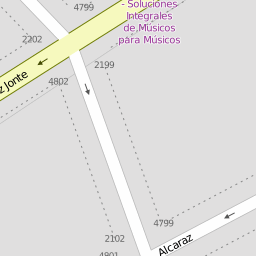 4799
- Soluciones
Integrales
de Músicos
para Músicos
2202
2199
z Jonte
4802
4799
2102
Alcaraz
4801